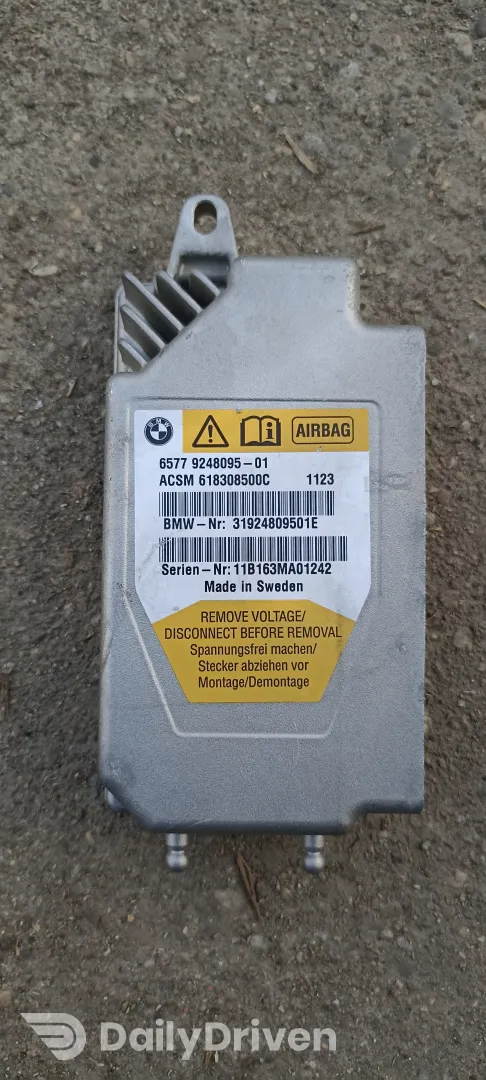 BMW
AIRBAG
6577 9248095-01
ACSM 618308500C 1123
BMW-Nr: 31924809501E
Serien-Nr: 11B163MA01242
Made in Sweden
REMOVE VOLTAGE/
DISCONNECT BEFORE REMOVAL
Spannungsfrei machen/
Stecker abziehen vor
Montage/Demontage
DailyDriven